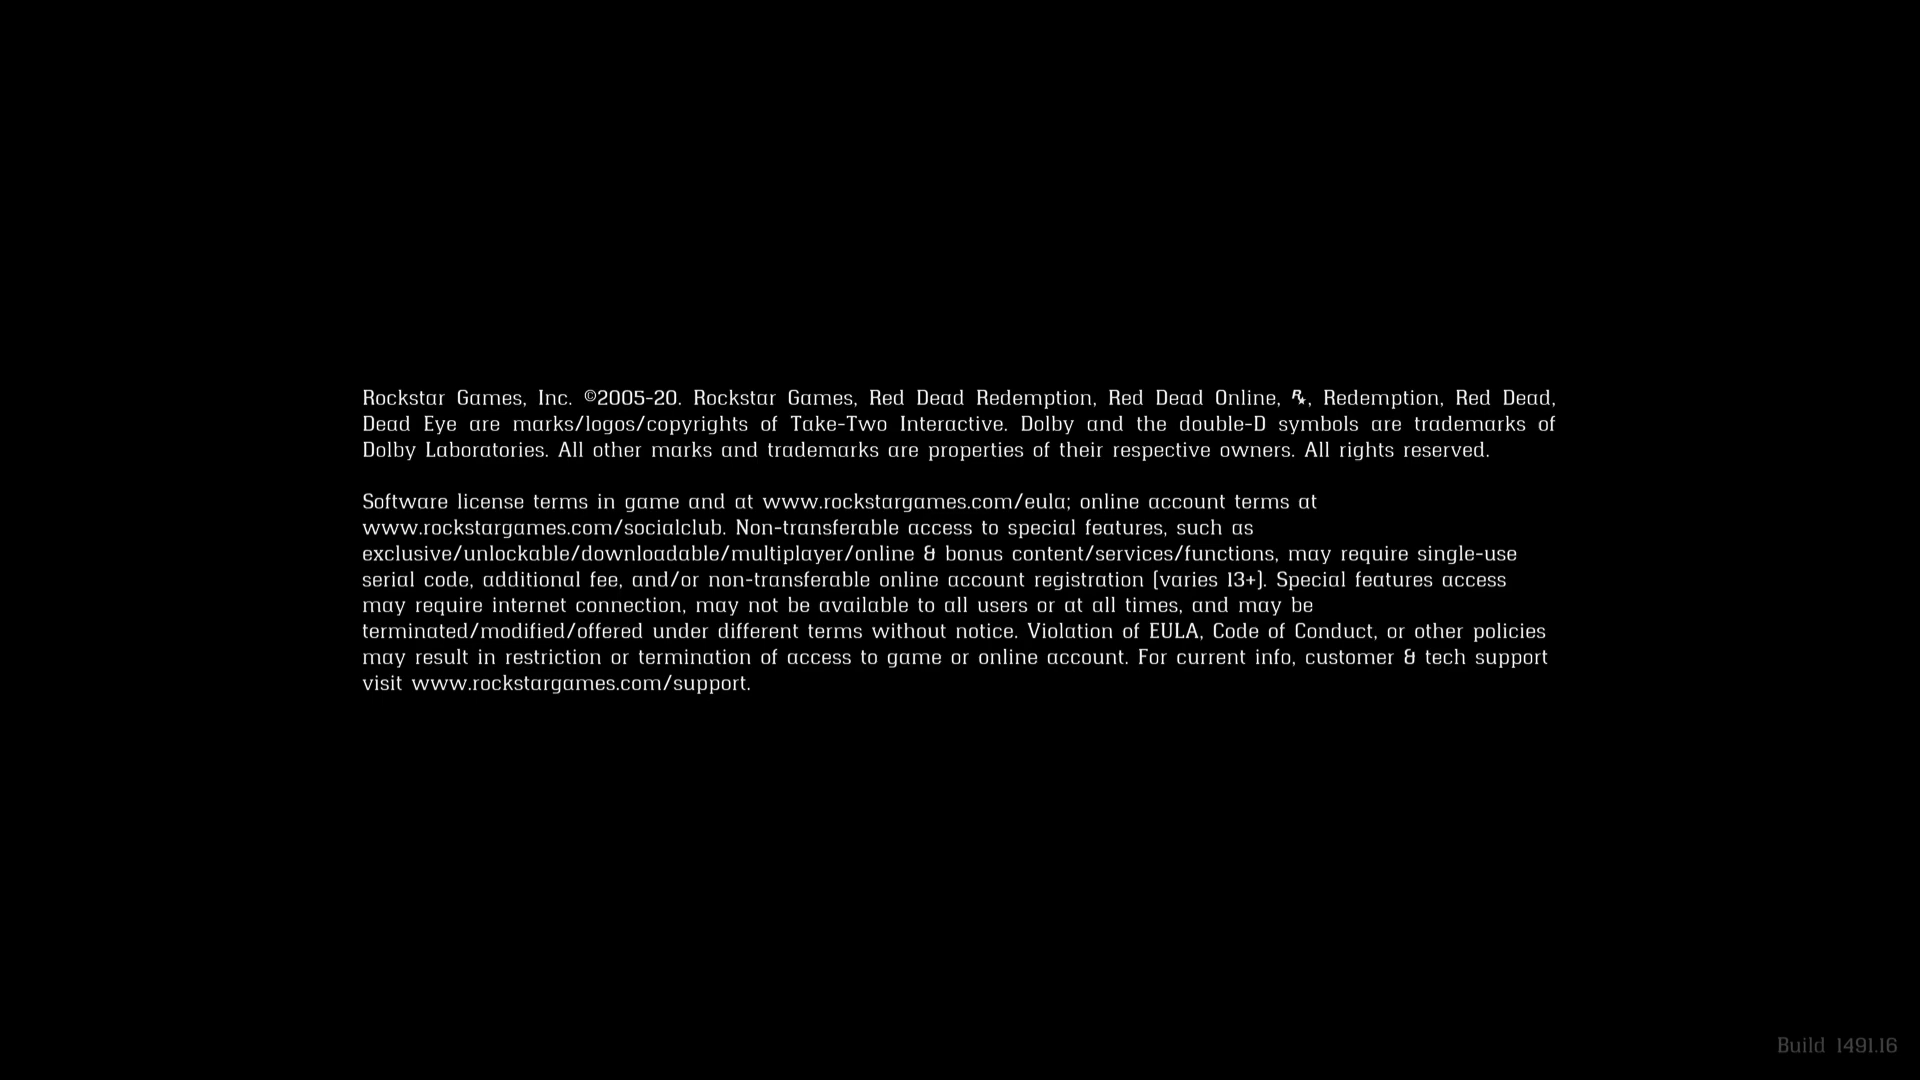 Rockstar Games, Inc. ©2005-20. Rockstar Games, Red Dead Redemption, Red Dead Online, R★, Redemption, Red Dead,
Dead Eye are marks/logos/copyrights of Take-Two Interactive. Dolby and the double-D symbols are trademarks of
Dolby Laboratories. All other marks and trademarks are properties of their respective owners. All rights reserved.
Software license terms in game and at www.rockstargames.com/eula; online account terms at
www.rockstargames.com/socialclub. Non-transferable access to special features, such as
exclusive/unlockable/downloadable/multiplayer/online & bonus content/services/functions, may require single-use
serial code, additional fee, and/or non-transferable online account registration (varies 13+). Special features access
may require internet connection, may not be available to all users or at all times, and may be
terminated/modified/offered under different terms without notice. Violation of EULA, Code of Conduct, or other policies
may result in restriction or termination of access to game or online account. For current info, customer & tech support
visit www.rockstargames.com/support.
Build 1491.16